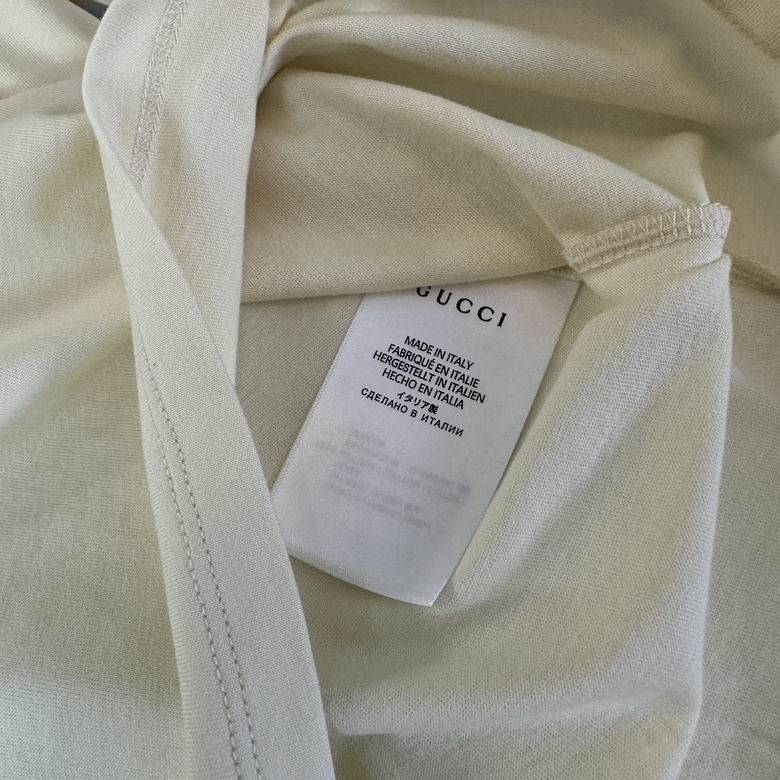 GUCCI
MADE IN ITALY
FABRIQUÉ EN ITALIE
HERGESTELLT IN ITALIEN
HECHO EN ITALIA
イタリア製
СДЕЛАНО В ИТАЛИИ